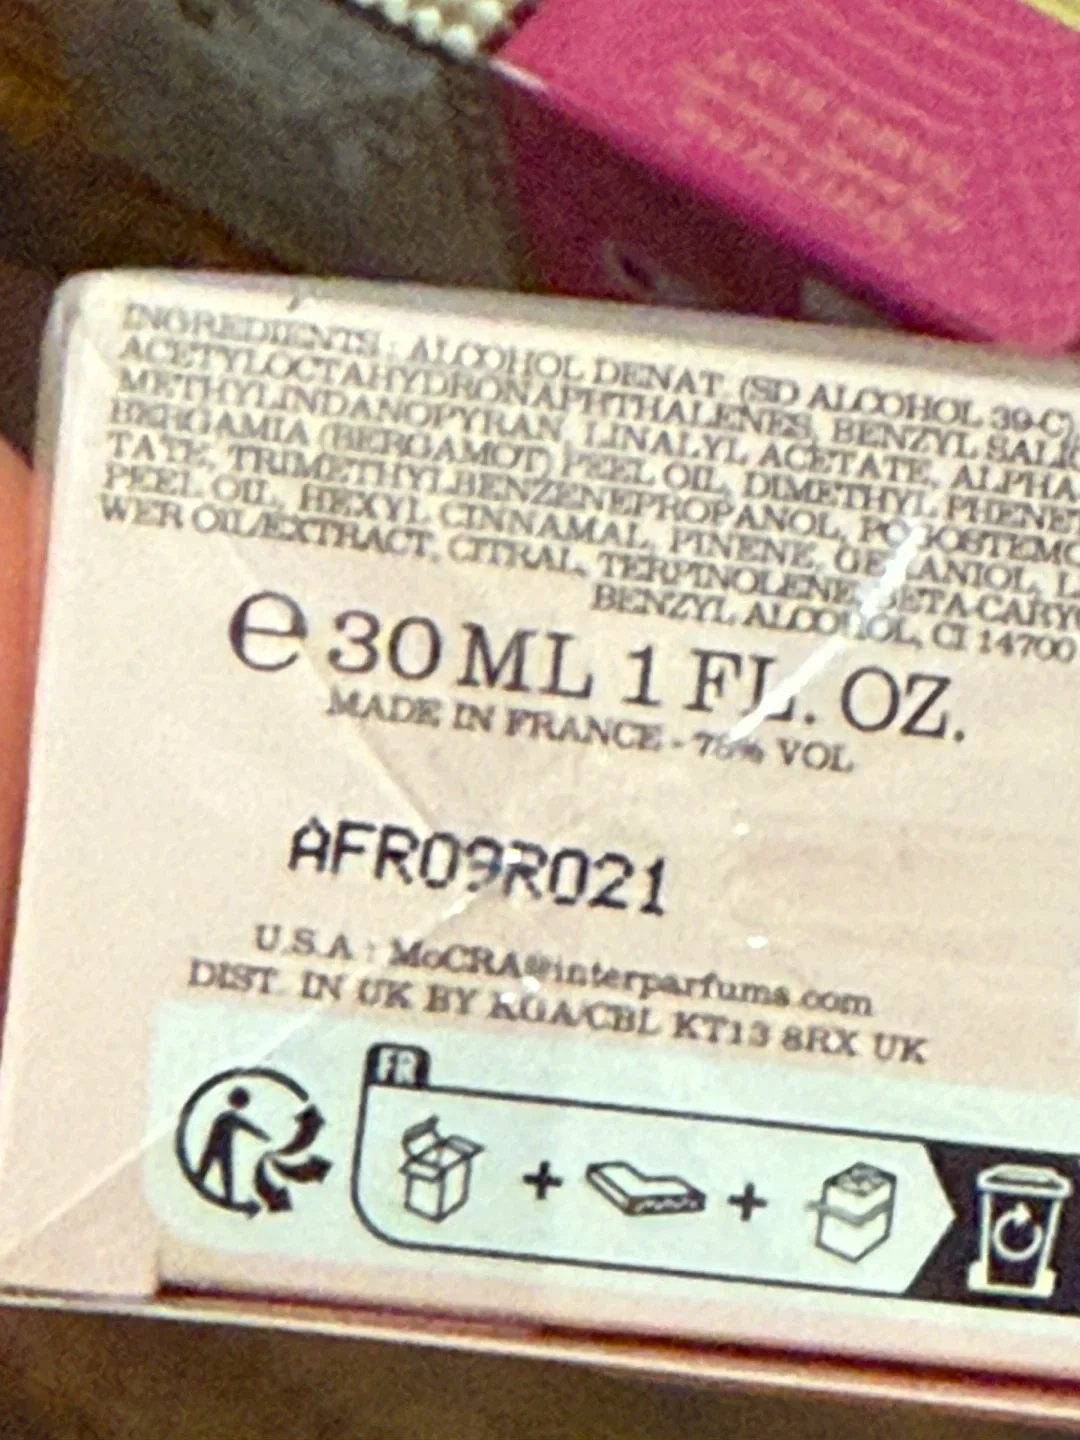 INGREDIENTS : ALCOHOL DENAT. (SD ALCOHOL 39-C)
ACETYLOCTAHYDRONAPHTHALENES, BENZYL SALIC
METHYLINDANOPYRAN, LINALYL ACETATE, ALPHA-
BERGAMIA (BERGAMOT) PEEL OIL, DIMETHYL PHENET
TATE, TRIMETHYLBENZENEPROPANOL, POGOSTEMO
PEEL OIL, HEXYL CINNAMAL, PINENE, GERANIOL, L
WER OIL/EXTRACT, CITRAL, TERPINOLENE, BETA-CARYO
BENZYL ALCOHOL, CI 14700
e 30 ML 1 FL. OZ.
MADE IN FRANCE - 78% VOL
AFR09R021
U.S.A : MoCRA@interparfums.com
DIST. IN UK BY KGA/CBL KT13 8RX UK
FR